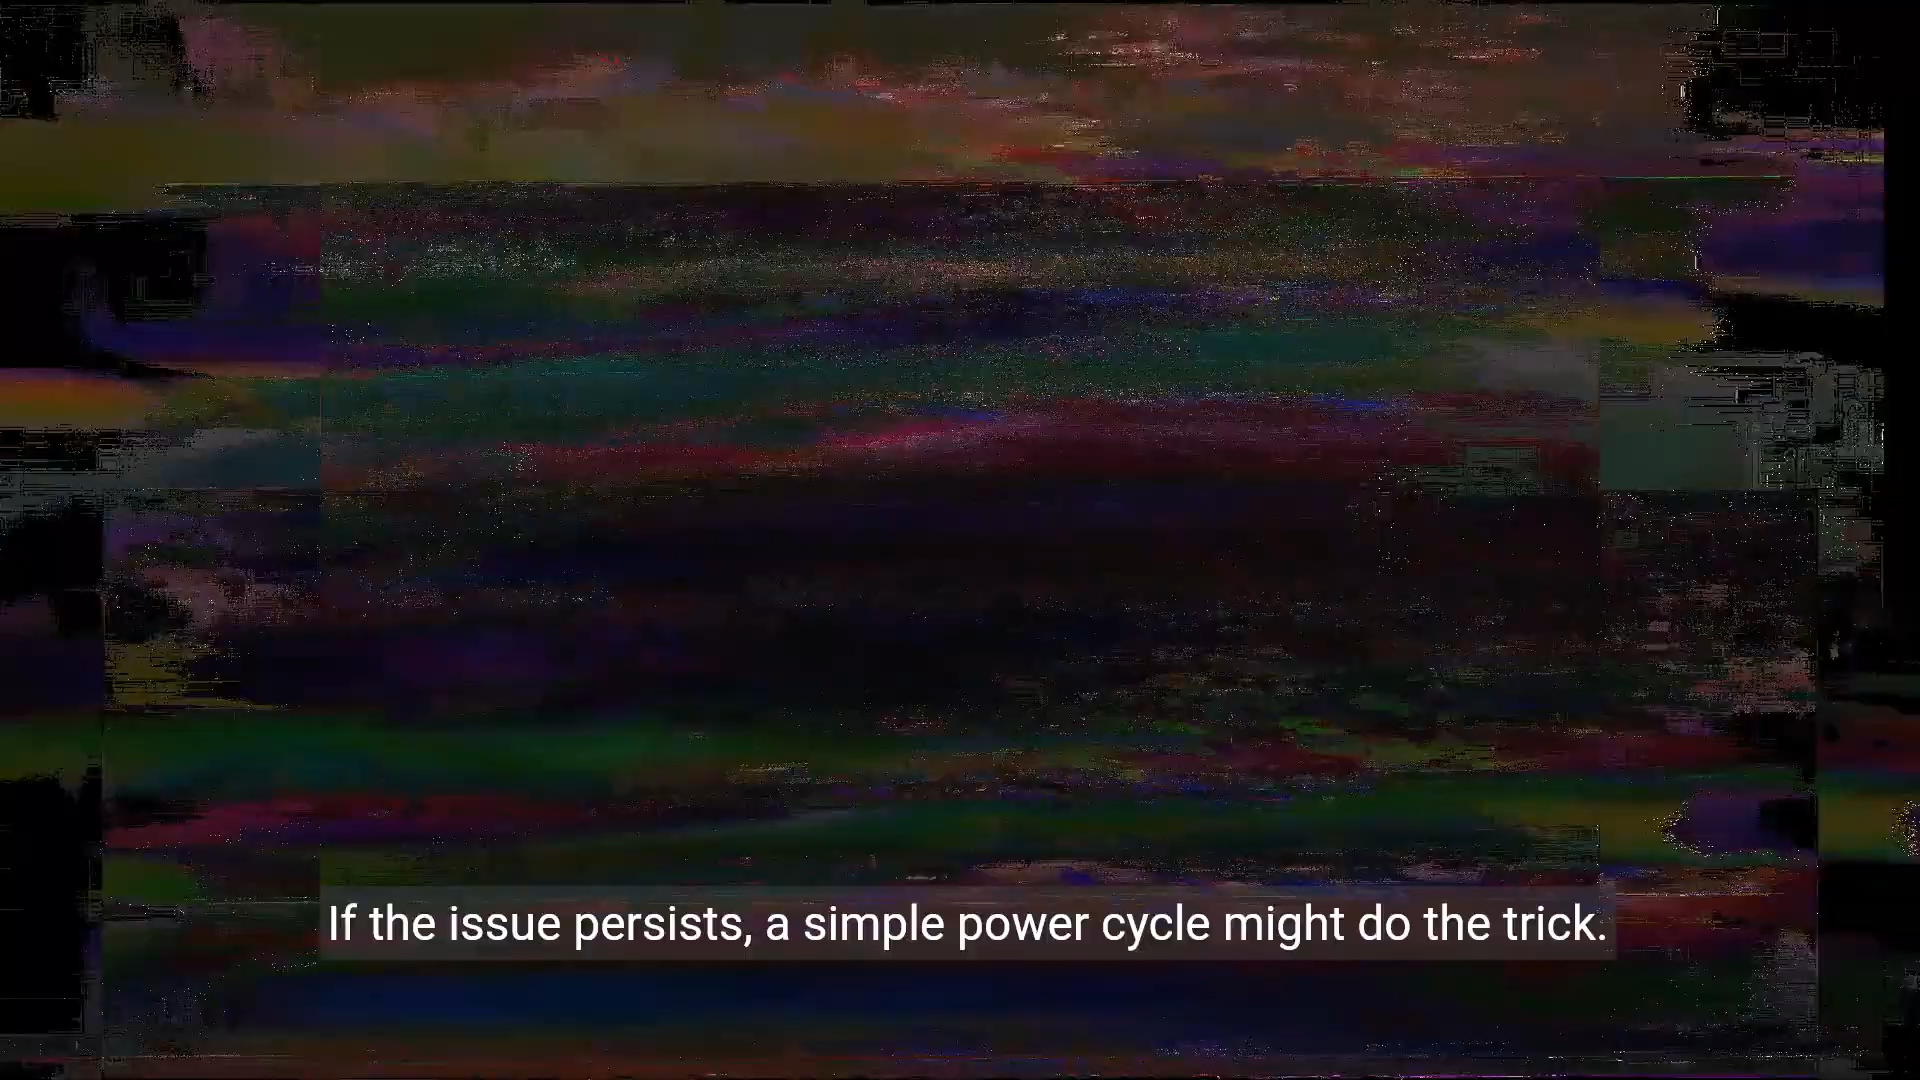 If the issue persists, a simple power cycle might do the trick.